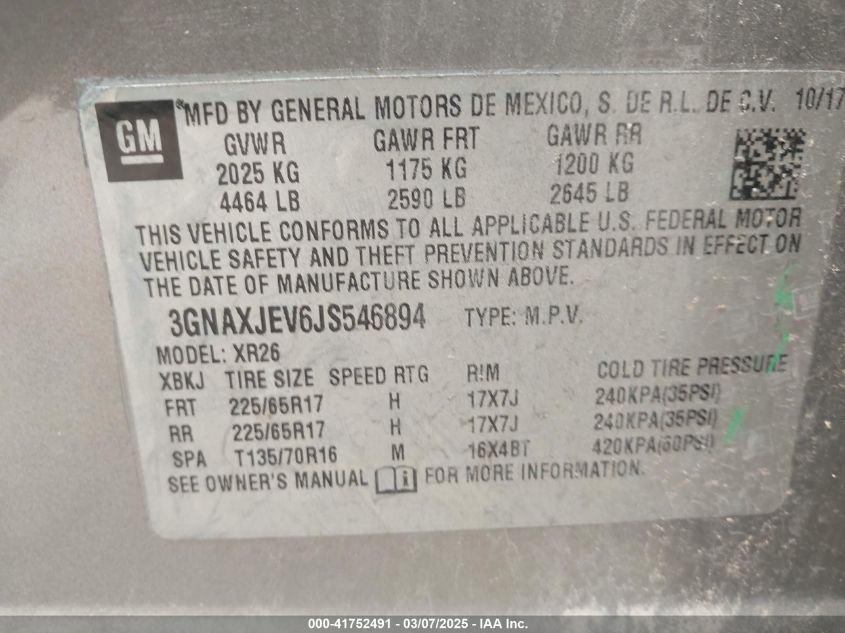 GM
®MFD BY GENERAL MOTORS DE MEXICO, S. DE R.L. DE C.V. 10/17
GVWR GAWR FRT GAWR RR
2025 KG 1175 KG 1200 KG
4464 LB 2590 LB 2645 LB
THIS VEHICLE CONFORMS TO ALL APPLICABLE U.S. FEDERAL MOTOR
VEHICLE SAFETY AND THEFT PREVENTION STANDARDS IN EFFECT ON
THE DATE OF MANUFACTURE SHOWN ABOVE.
3GNAXJEV6JS546894 TYPE: M.P.V.
MODEL: XR26
XBKJ TIRE SIZE SPEED RTG RIM COLD TIRE PRESSURE
FRT 225/65R17 H 17X7J 240KPA(35PSI)
RR 225/65R17 H 17X7J 240KPA(35PSI)
SPA T135/70R16 M 16X4BT 420KPA(60PSI)
SEE OWNER'S MANUAL FOR MORE INFORMATION.
000-41752491 - 03/07/2025 - IAA Inc.